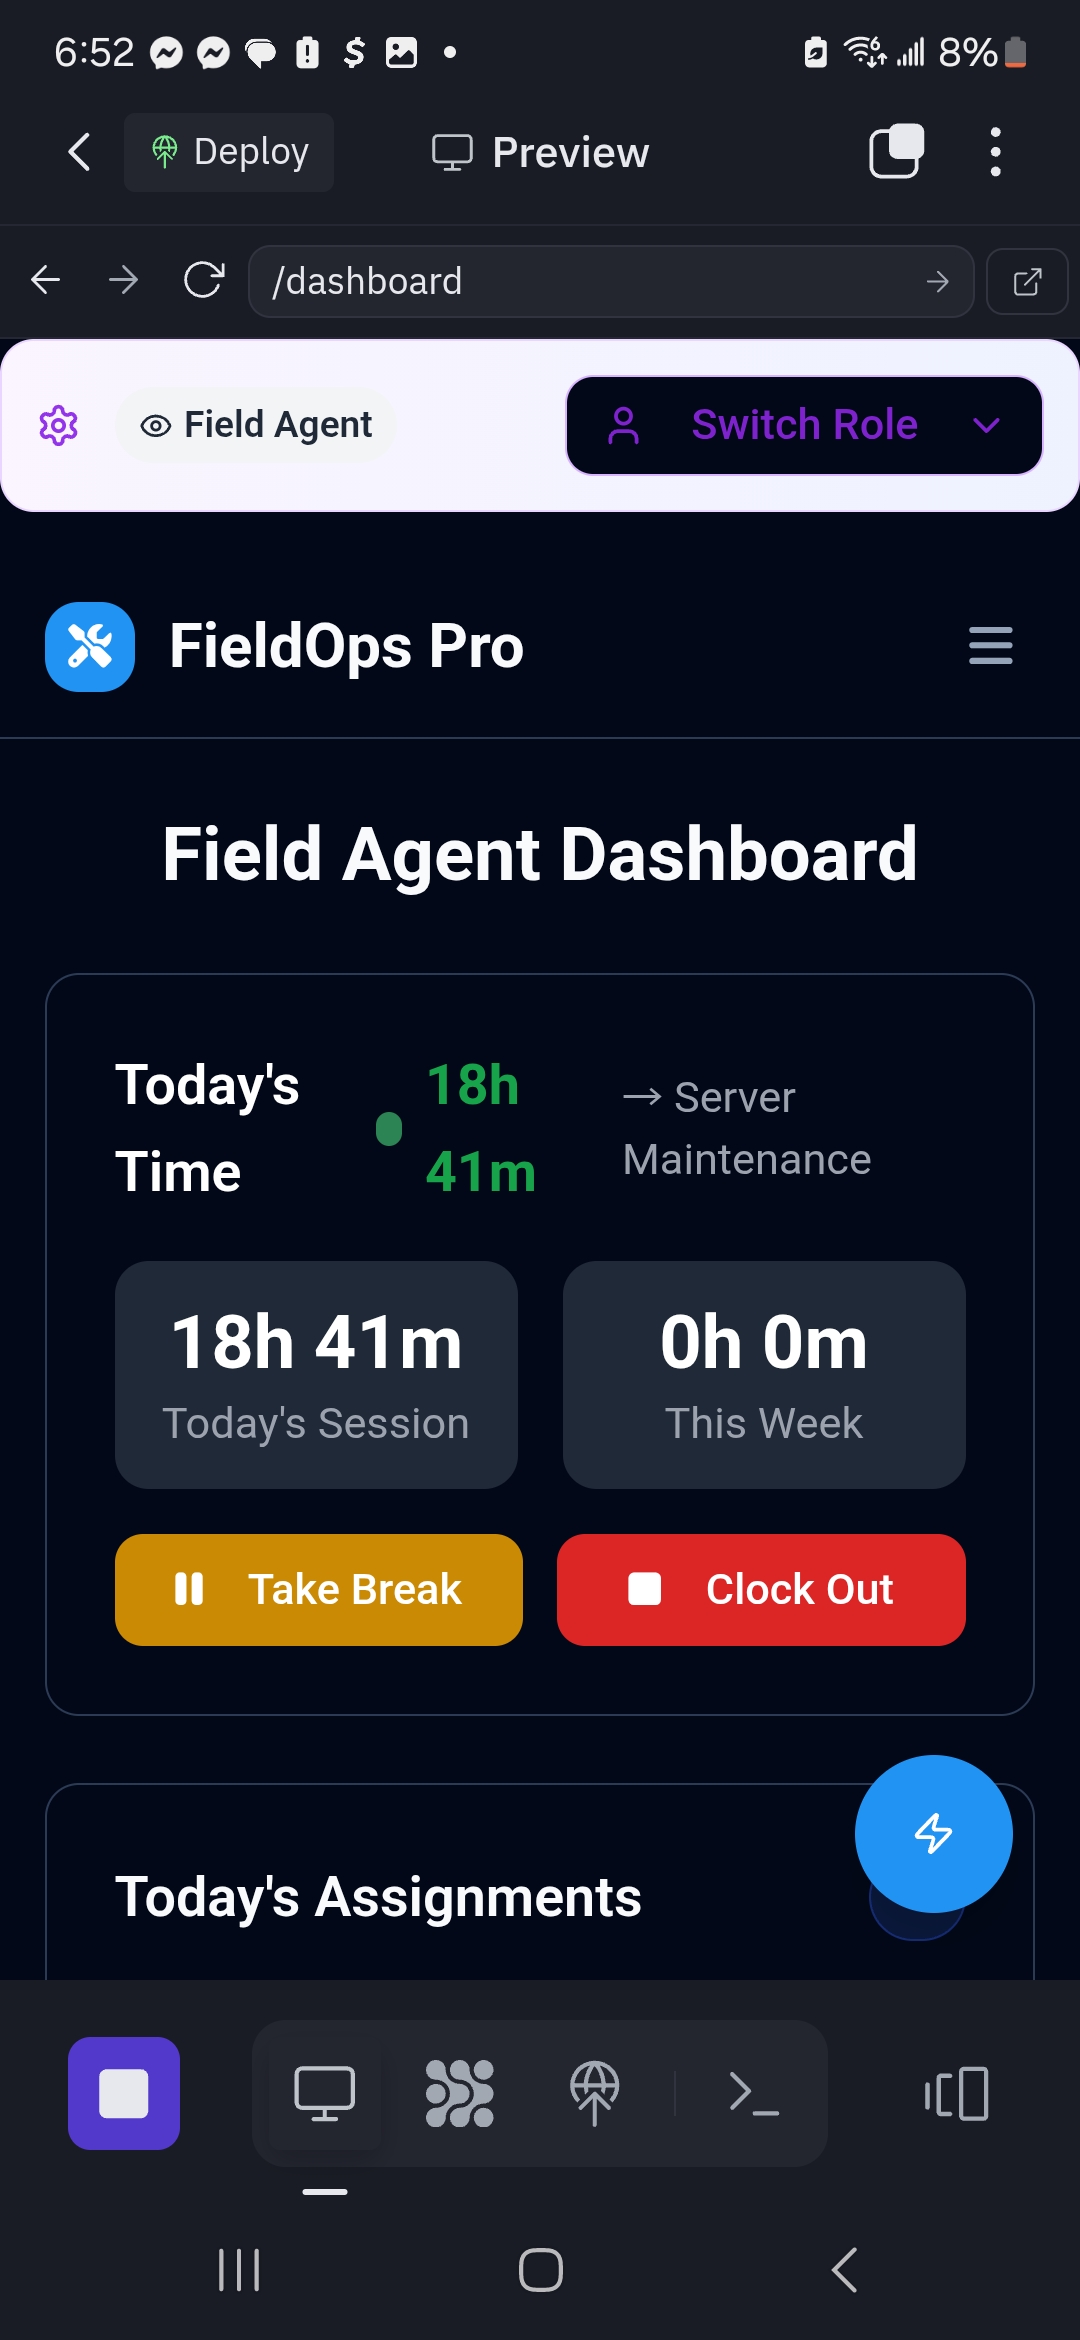 6:52 8%
Deploy Preview
/dashboard
Field Agent Switch Role
FieldOps Pro
Field Agent Dashboard
Today's Time
18h 41m
→ Server Maintenance
18h 41m
Today's Session
0h 0m
This Week
Take Break Clock Out
Today's Assignments